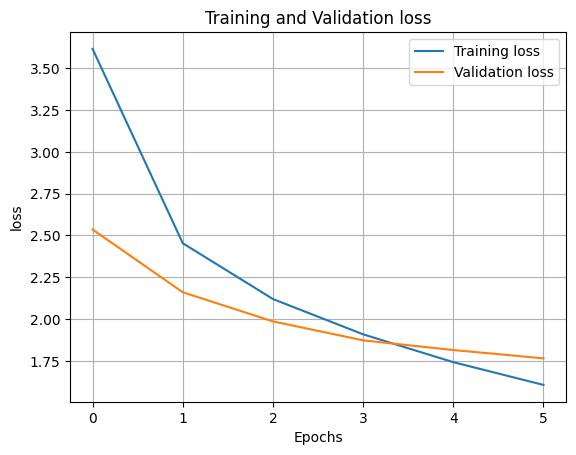 Training and Validation loss
Training loss
Validation loss
3.50
3.25
3.00
2.75
2.50
2.25
2.00
1.75
loss
0 1 2 3 4 5
Epochs